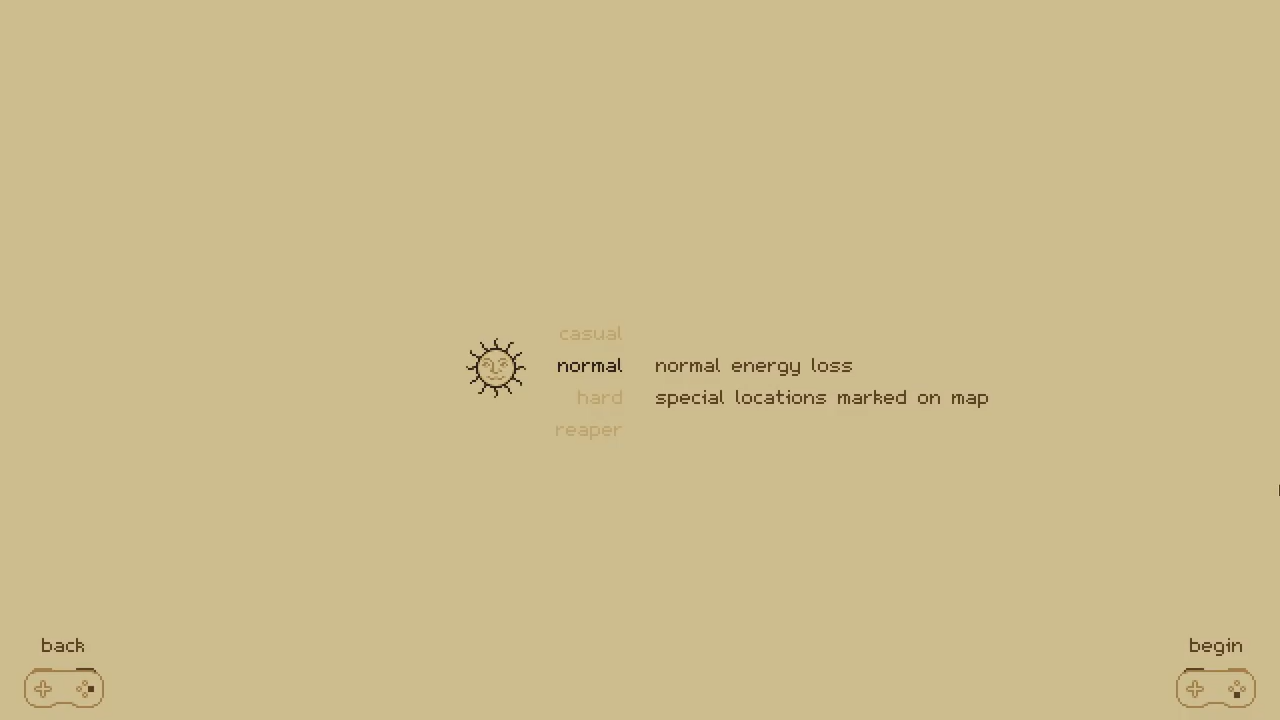 casual
normal normal energy loss
hard special locations marked on map
reaper
back
begin